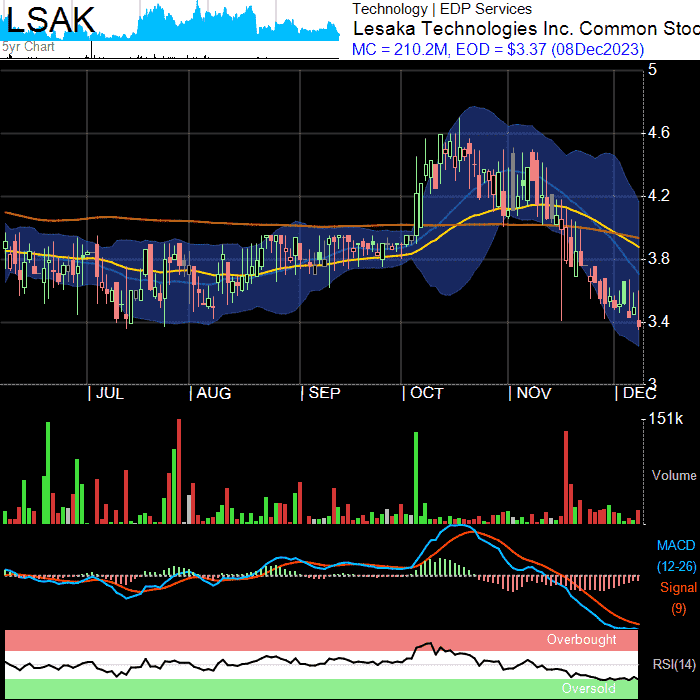 LSAK
5yr Chart
Technology | EDP Services
Lesaka Technologies Inc. Common Stoc
MC = 210.2M, EOD = $3.37 (08Dec2023)
5
4.6
4.2
3.8
3.4
3
| JUL | AUG | SEP | OCT | NOV | DEC
151k
Volume
MACD
(12-26)
Signal
(9)
Overbought
RSI(14)
Oversold